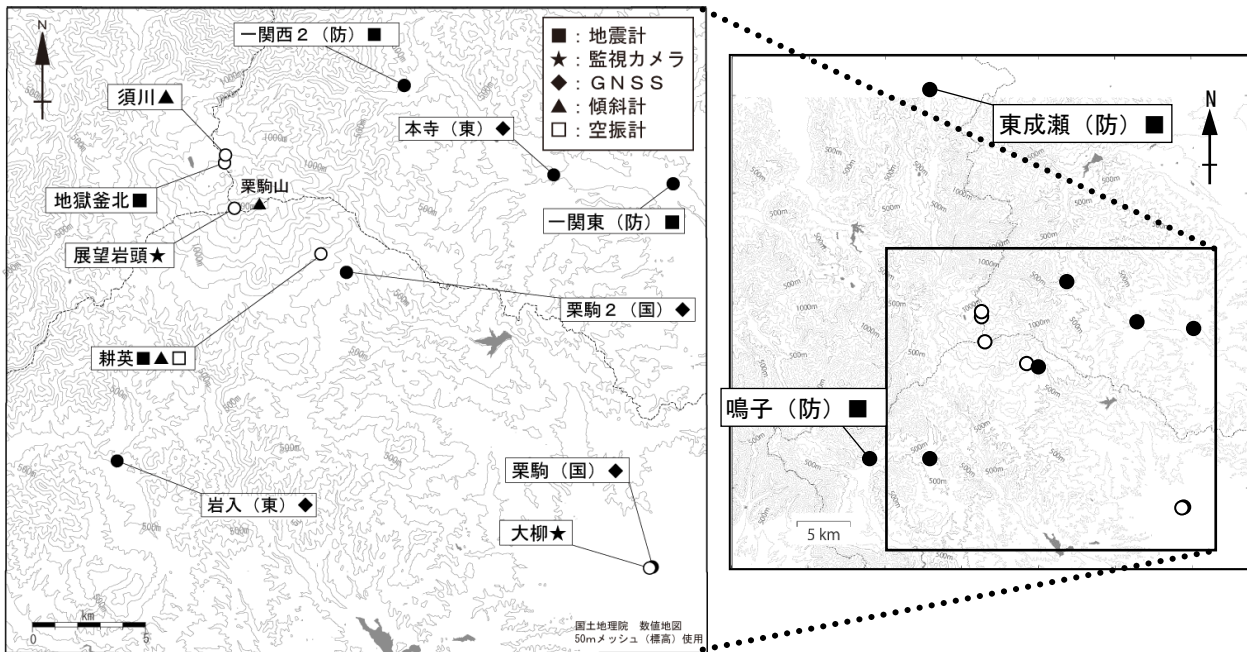 N
一関西2（防）■
■：地震計
★：監視カメラ
◆：GNSS
▲：傾斜計
□：空振計
須川▲
本寺（東）◆
地獄釜北■
栗駒山
一関東（防）■
展望岩頭★
栗駒2（国）◆
耕英■▲□
栗駒（国）◆
岩入（東）◆
大柳★
km
0 5
国土地理院 数値地図
50mメッシュ（標高）使用
東成瀬（防）■
N
鳴子（防）■
5 km
1000m
500m